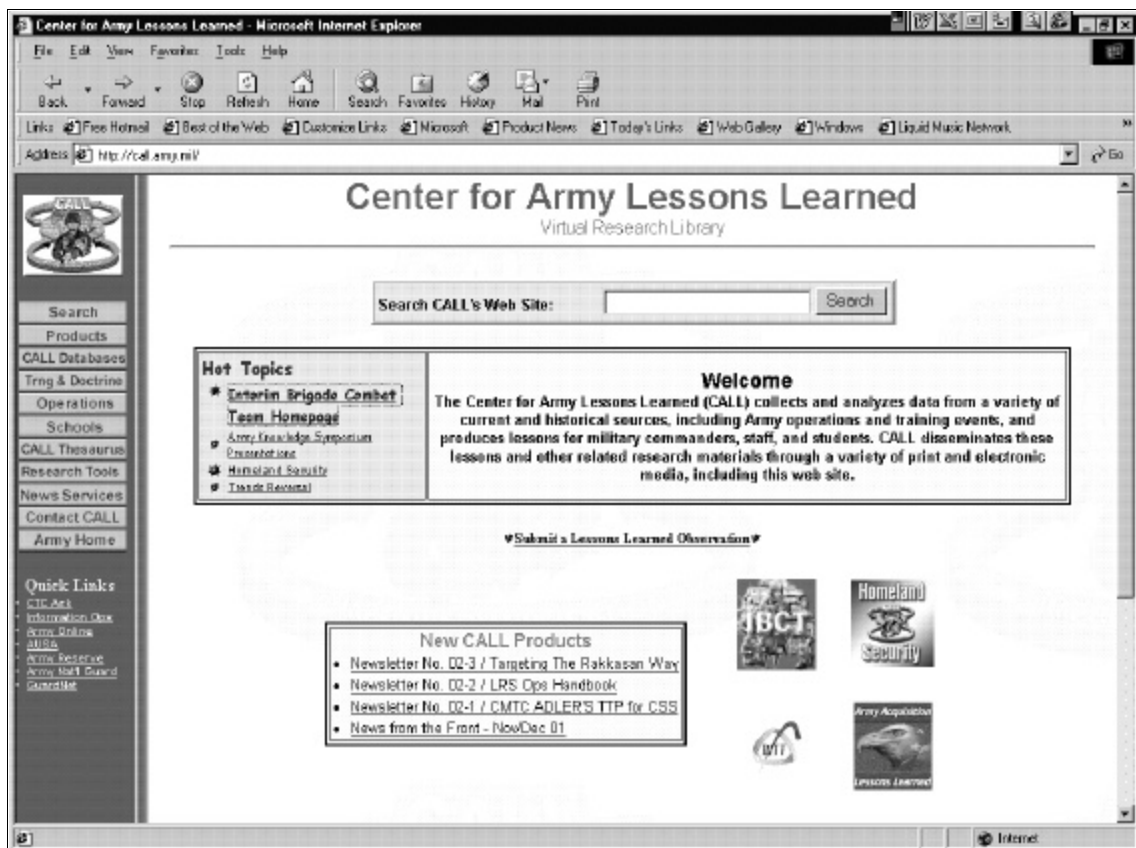 Center for Army Lessons Learned - Microsoft Internet Explorer
File Edit View Favorites Tools Help
Back Forward Stop Refresh Home Search Favorites History Mail Print
Links Free Hotmail Best of the Web Customize Links Microsoft Product News Today's Links Web Gallery Windows Liquid Music Network
Address http://call.army.mil/ Go
CALL
Center for Army Lessons Learned
Virtual Research Library
Search CALL's Web Site: Search
Search
Products
CALL Databases
Trng & Doctrine
Operations
Schools
CALL Thesaurus
Research Tools
News Services
Contact CALL
Army Home
Quick Links
CTC Ask
Information Ops
Army Online
AUSA
Army Reserve
Army Nat'l Guard
GuardNet
Hot Topics
Interim Brigade Combat
Team Homepage
Army Knowledge Symposium
Presentations
Homeland Security
Trends Reversal
Welcome
The Center for Army Lessons Learned (CALL) collects and analyzes data from a variety of
current and historical sources, including Army operations and training events, and
produces lessons for military commanders, staff, and students. CALL disseminates these
lessons and other related research materials through a variety of print and electronic
media, including this web site.
Submit a Lessons Learned Observation
New CALL Products
Newsletter No. 02-3 / Targeting The Rakkasan Way
Newsletter No. 02-2 / LRS Ops Handbook
Newsletter No. 02-1 / CMTC ADLER'S TTP for CSS
News from the Front - Nov/Dec 01
IBCT
Homeland
Security
Army Acquisition
Lessons Learned
Internet